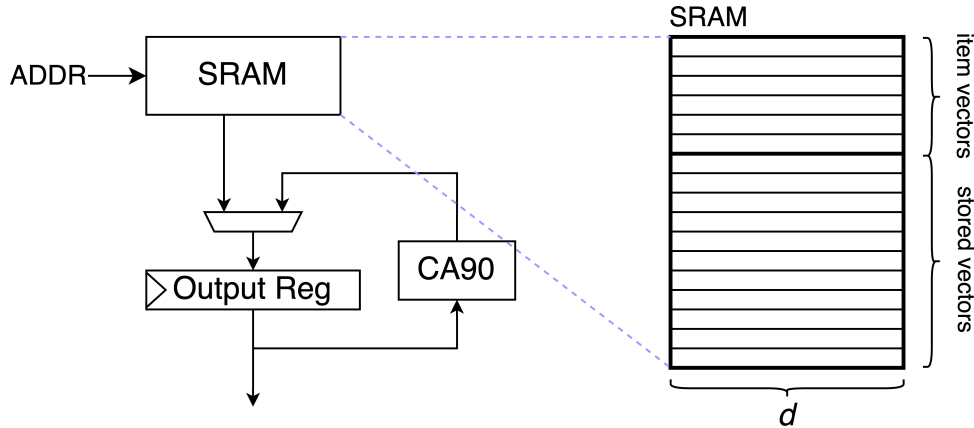 SRAM
ADDR
SRAM
item vectors
CA90
Output Reg
stored vectors
d